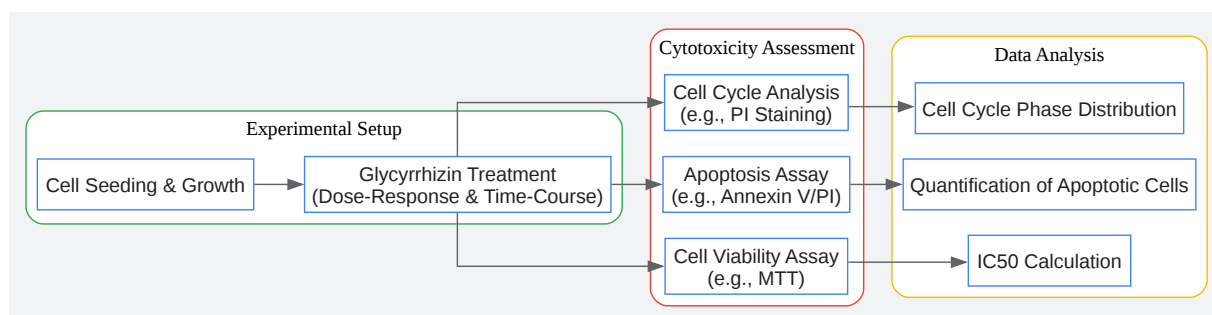 Experimental Setup
Cell Seeding & Growth
Glycyrrhizin Treatment
(Dose-Response & Time-Course)
Cytotoxicity Assessment
Cell Cycle Analysis
(e.g., PI Staining)
Apoptosis Assay
(e.g., Annexin V/PI)
Cell Viability Assay
(e.g., MTT)
Data Analysis
Cell Cycle Phase Distribution
Quantification of Apoptotic Cells
IC50 Calculation